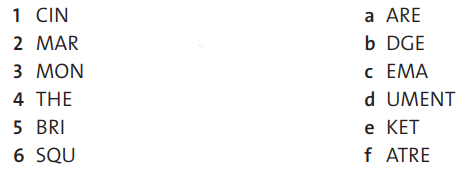 1 CIN a ARE
2 MAR b DGE
3 MON c EMA
4 THE d UMENT
5 BRI e KET
6 SQU f ATRE